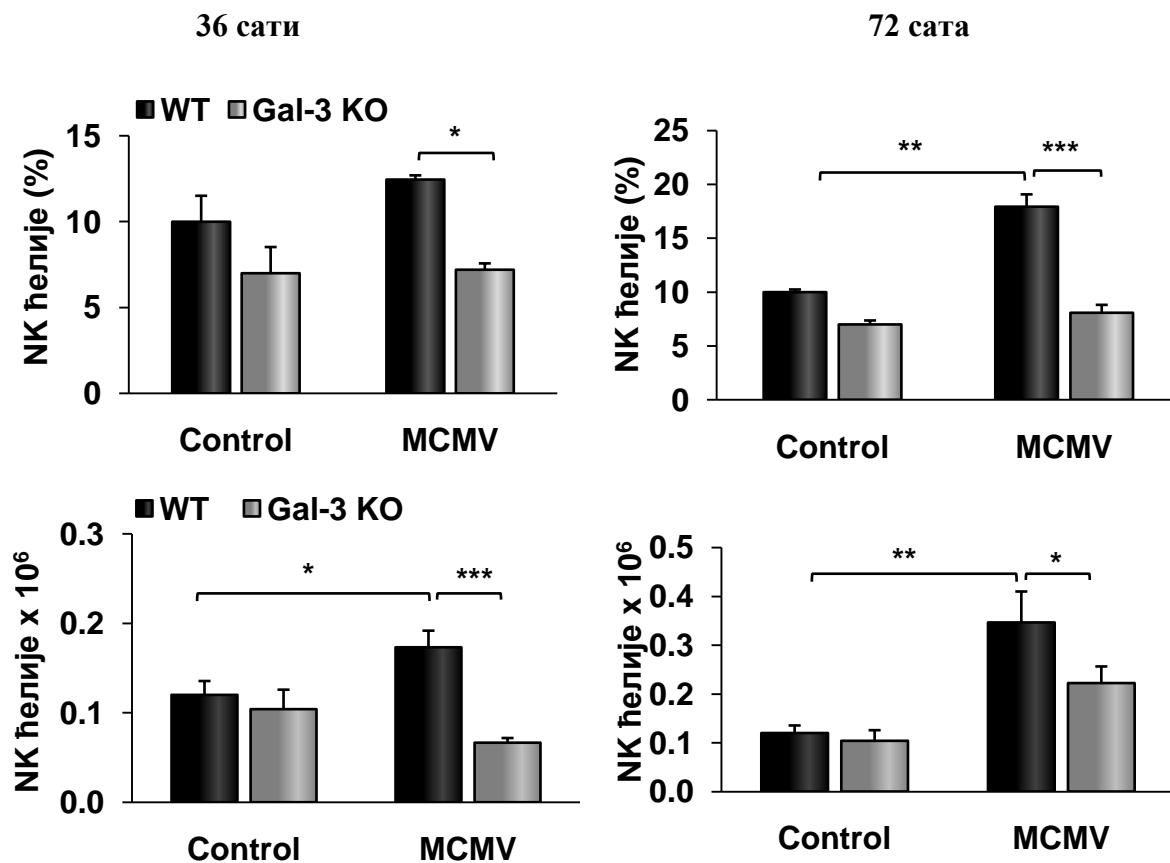 36 сати
72 сата
WT Gal-3 KO
*
15
10
5
0
NK ћелије (%)
Control MCMV
** ***
25
20
15
10
5
0
NK ћелије (%)
Control MCMV
WT Gal-3 KO
* ***
0.3
0.2
0.1
0.0
NK ћелије x 10⁶
Control MCMV
** *
0.5
0.4
0.3
0.2
0.1
0.0
NK ћелије x 10⁶
Control MCMV